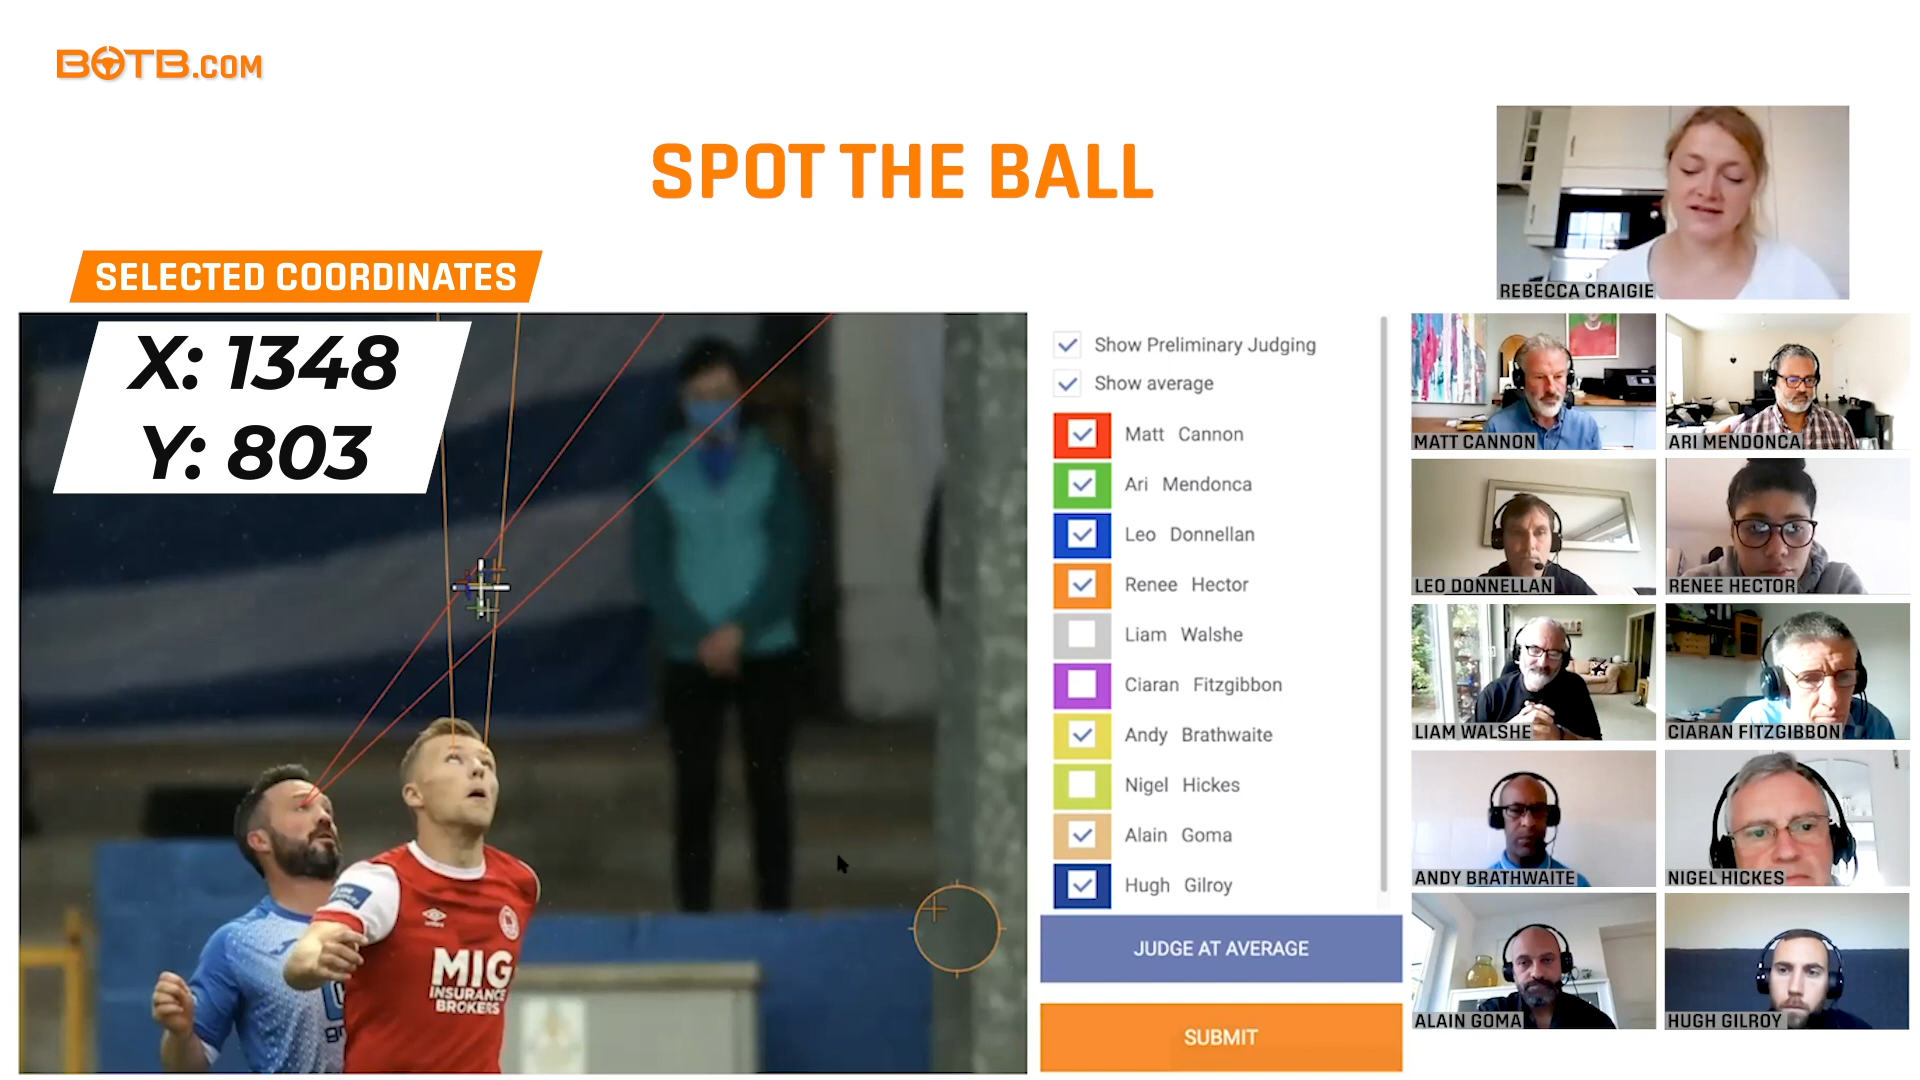 BOTB.COM
SPOT THE BALL
REBECCA CRAIGIE
SELECTED COORDINATES
X: 1348
Y: 803
Show Preliminary Judging
Show average
Matt Cannon
Ari Mendonca
Leo Donnellan
Renee Hector
Liam Walshe
Ciaran Fitzgibbon
Andy Brathwaite
Nigel Hickes
Alain Goma
Hugh Gilroy
JUDGE AT AVERAGE
SUBMIT
MATT CANNON
ARI MENDONCA
LEO DONNELLAN
RENEE HECTOR
LIAM WALSHE
CIARAN FITZGIBBON
ANDY BRATHWAITE
NIGEL HICKES
ALAIN GOMA
HUGH GILROY
MIG
INSURANCE
BROKERS